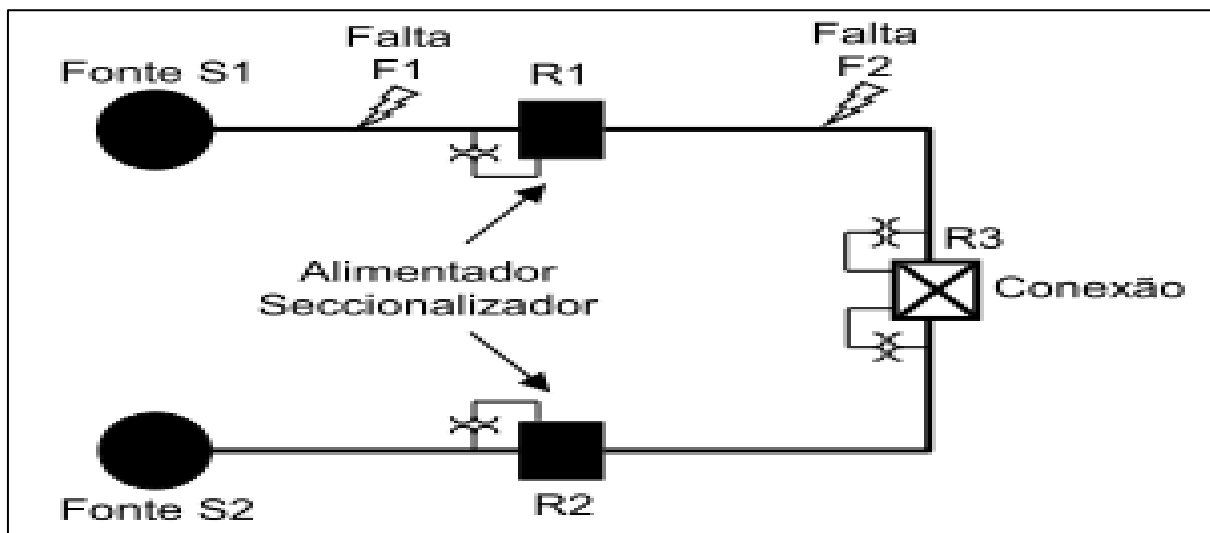 Falta
F1
Fonte S1
R1
Falta
F2
Alimentador
Seccionalizador
R3
Conexão
Fonte S2
R2